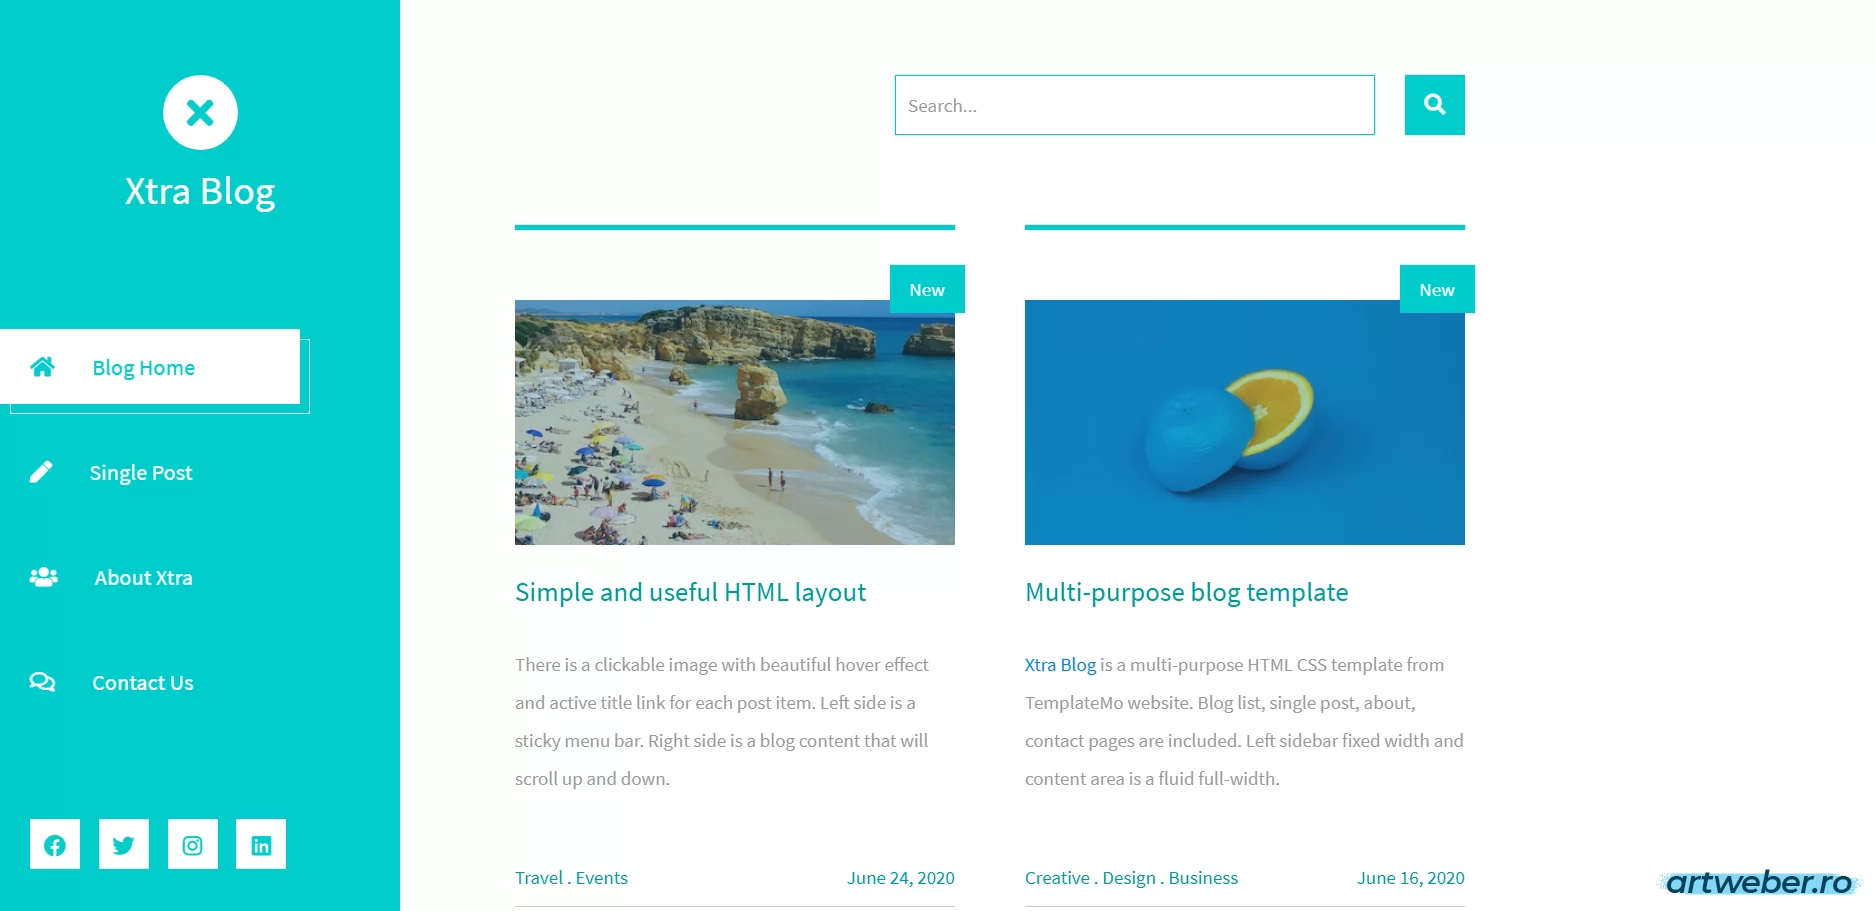 Xtra Blog
Search...
Blog Home
Single Post
About Xtra
Contact Us
New
Simple and useful HTML layout
There is a clickable image with beautiful hover effect
and active title link for each post item. Left side is a
sticky menu bar. Right side is a blog content that will
scroll up and down.
Travel . Events
June 24, 2020
New
Multi-purpose blog template
Xtra Blog is a multi-purpose HTML CSS template from
TemplateMo website. Blog list, single post, about,
contact pages are included. Left sidebar fixed width and
content area is a fluid full-width.
Creative . Design . Business
June 16, 2020
artweber.ro